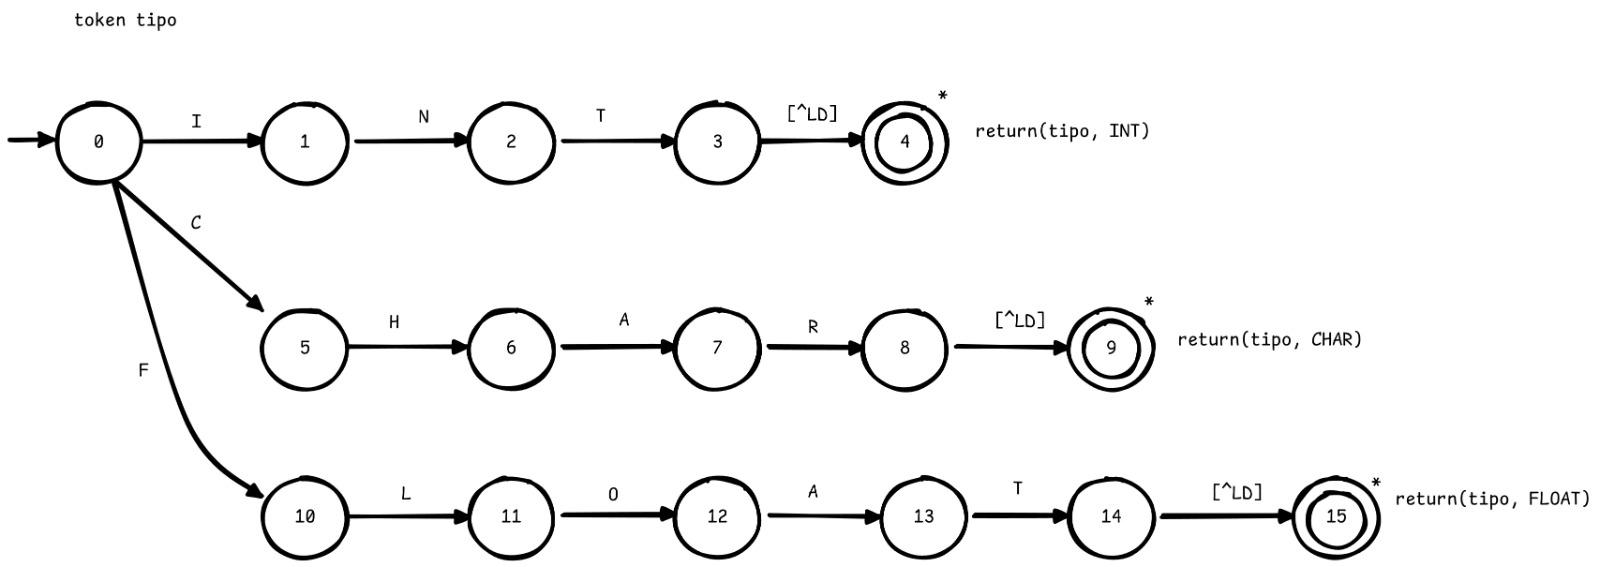 token tipo
I N T [^LD] *
0 1 2 3 4 return(tipo, INT)
C
H A R [^LD] *
5 6 7 8 9 return(tipo, CHAR)
F
L O A T [^LD] *
10 11 12 13 14 15 return(tipo, FLOAT)